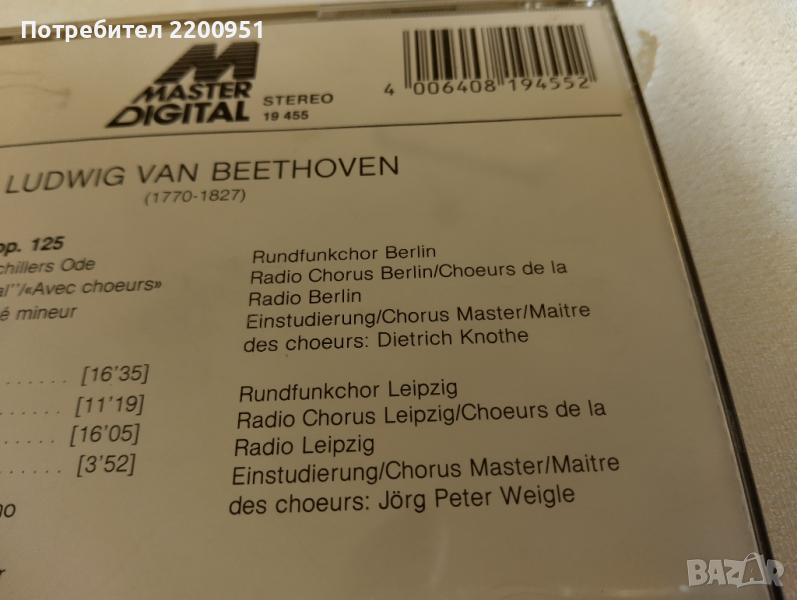 Потребител 2200951
M
MASTER
DIGITAL
STEREO
19 455
4 006408 194552
LUDWIG VAN BEETHOVEN
(1770-1827)
op. 125
chillers Ode
al’’/«Avec choeurs»
é mineur
[16’35]
[11’19]
[16’05]
[3’52]
no
r
Rundfunkchor Berlin
Radio Chorus Berlin/Choeurs de la
Radio Berlin
Einstudierung/Chorus Master/Maitre
des choeurs: Dietrich Knothe
Rundfunkchor Leipzig
Radio Chorus Leipzig/Choeurs de la
Radio Leipzig
Einstudierung/Chorus Master/Maitre
des choeurs: Jörg Peter Weigle
BAZAR